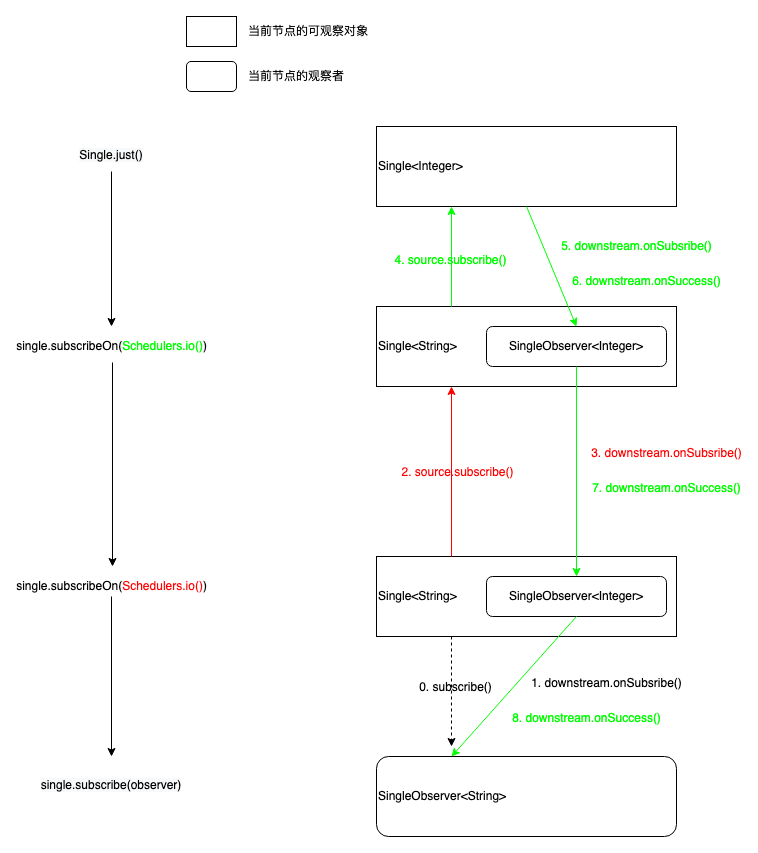 当前节点的可观察对象
当前节点的观察者
Single.just()
Single<Integer>
4. source.subscribe()
5. downstream.onSubsribe()
6. downstream.onSuccess()
single.subscribeOn(Schedulers.io())
Single<String>
SingleObserver<Integer>
2. source.subscribe()
3. downstream.onSubsribe()
7. downstream.onSuccess()
single.subscribeOn(Schedulers.io())
Single<String>
SingleObserver<Integer>
0. subscribe()
1. downstream.onSubsribe()
8. downstream.onSuccess()
single.subscribe(observer)
SingleObserver<String>